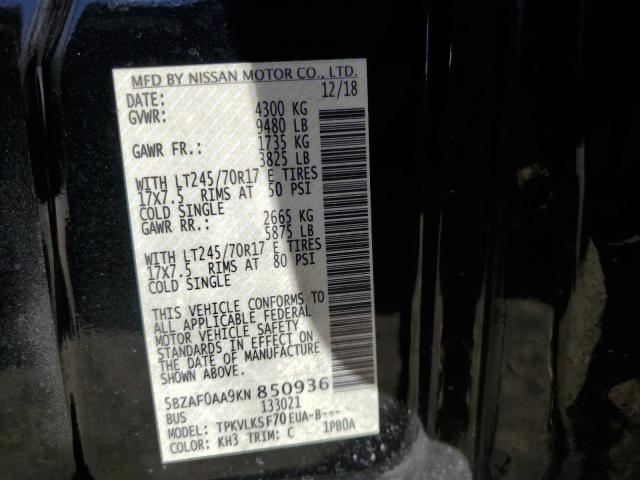 MFD BY NISSAN MOTOR CO., LTD.
DATE: 12/18
GVWR: 4300 KG
9480 LB
GAWR FR.: 1735 KG
3825 LB
WITH LT245/70R17 E TIRES
17X7.5 RIMS AT 50 PSI
COLD SINGLE
GAWR RR.: 2665 KG
5875 LB
WITH LT245/70R17 E TIRES
17X7.5 RIMS AT 80 PSI
COLD SINGLE
THIS VEHICLE CONFORMS TO
ALL APPLICABLE FEDERAL
MOTOR VEHICLE SAFETY
STANDARDS IN EFFECT ON
THE DATE OF MANUFACTURE
SHOWN ABOVE.
5BZAF0AA9KN 850936
BUS 133021
MODEL: TPKVLKSF70EUA-B---
COLOR: KH3 TRIM: C 1PB0A